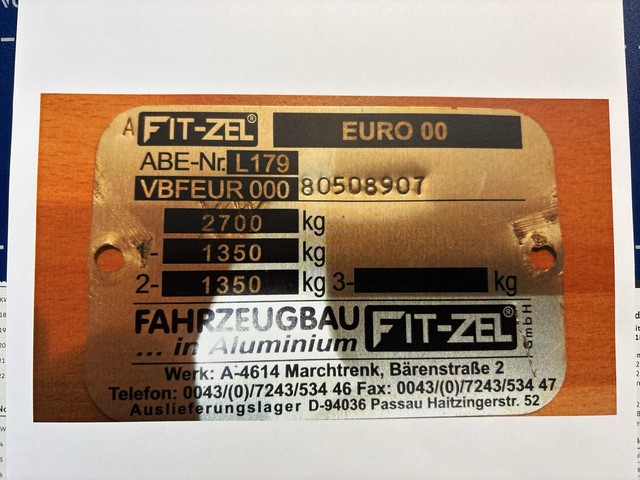 A FIT-ZEL® EURO 00
ABE-Nr. L179
VBFEUR 000 80508907
2700 kg
1- 1350 kg
2- 1350 kg 3- kg
FAHRZEUGBAU FIT-ZEL® GmbH
... in Aluminium
Werk: A-4614 Marchtrenk, Bärenstraße 2
Telefon: 0043/(0)/7243/534 46 Fax: 0043/(0)/7243/534 47
Auslieferungslager D-94036 Passau Haitzingerstr. 52